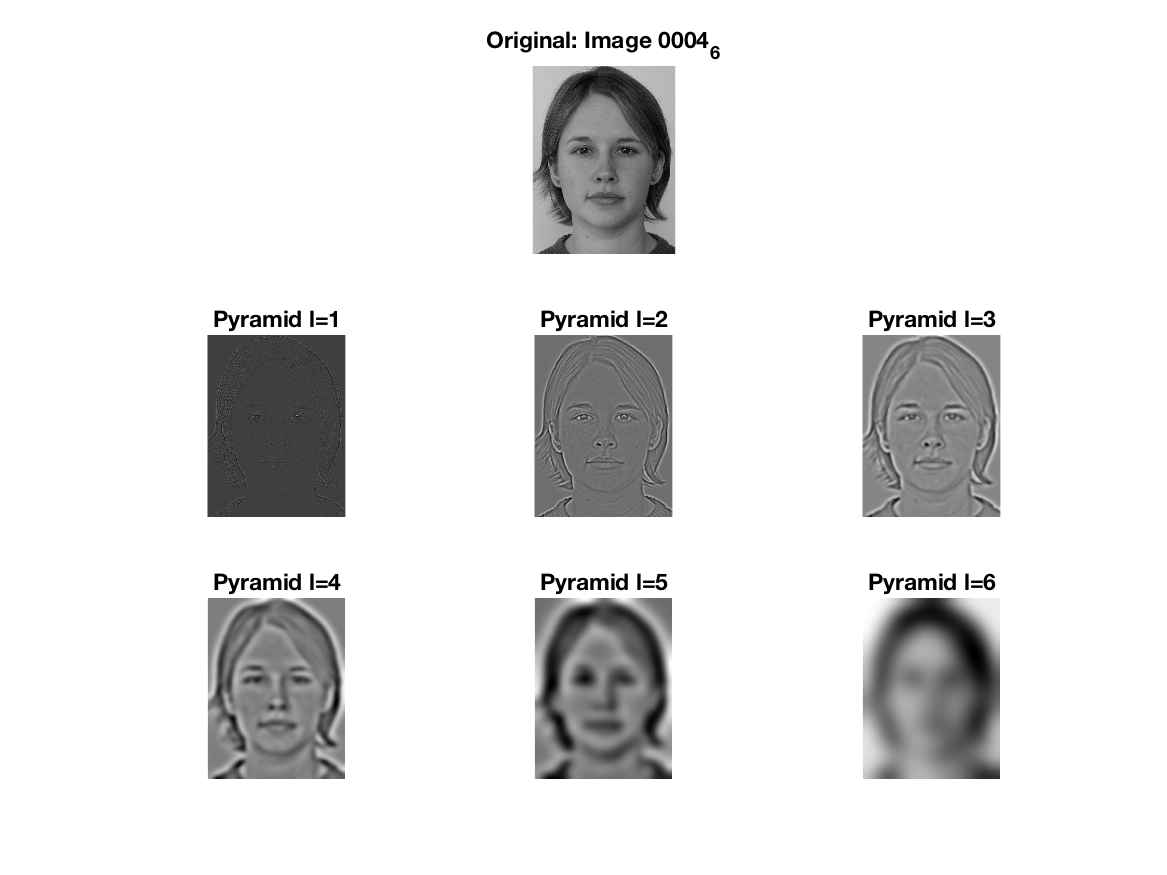 Original: Image 0004_6
Pyramid l=1
Pyramid l=2
Pyramid l=3
Pyramid l=4
Pyramid l=5
Pyramid l=6